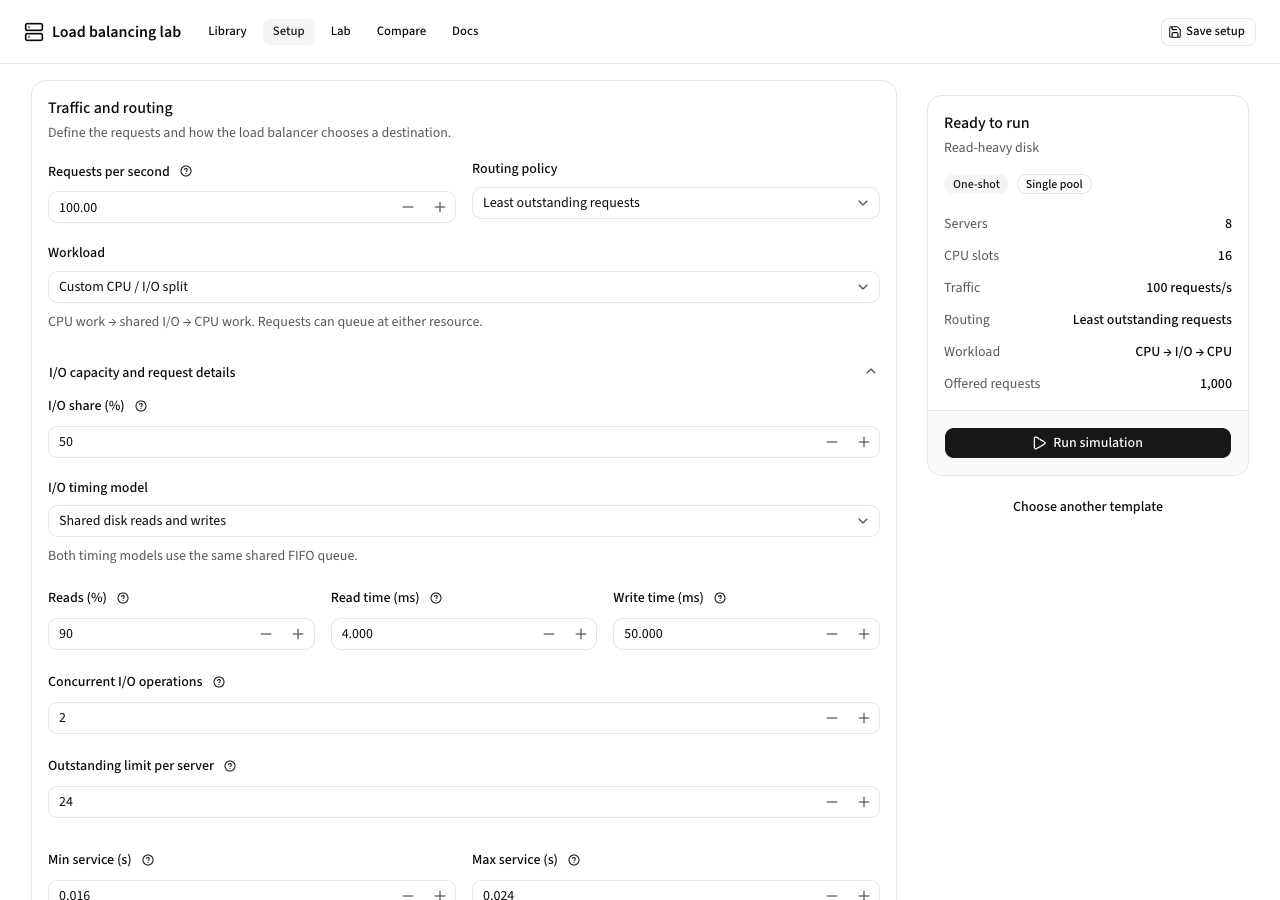 Load balancing lab
Library
Setup
Lab
Compare
Docs
Save setup
Traffic and routing
Define the requests and how the load balancer chooses a destination.
Requests per second
100.00
Routing policy
Least outstanding requests
Workload
Custom CPU / I/O split
CPU work → shared I/O → CPU work. Requests can queue at either resource.
I/O capacity and request details
I/O share (%)
50
I/O timing model
Shared disk reads and writes
Both timing models use the same shared FIFO queue.
Reads (%)
90
Read time (ms)
4.000
Write time (ms)
50.000
Concurrent I/O operations
2
Outstanding limit per server
24
Min service (s)
0.016
Max service (s)
0.024
Ready to run
Read-heavy disk
One-shot
Single pool
Servers 8
CPU slots 16
Traffic 100 requests/s
Routing Least outstanding requests
Workload CPU → I/O → CPU
Offered requests 1,000
Run simulation
Choose another template